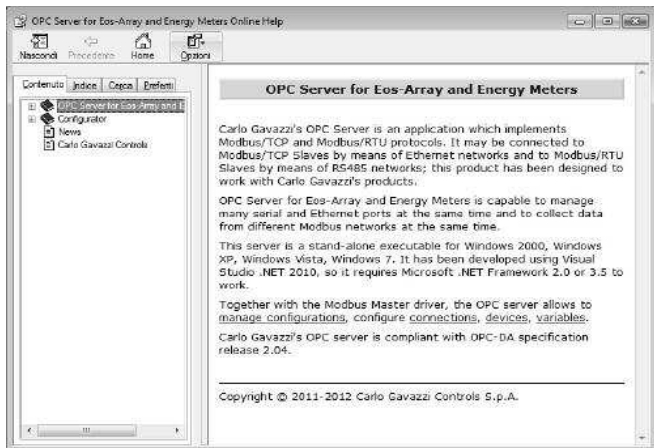 OPC Server for Eos-Array and Energy Meters Online Help
Nascondi Precedente Home Opzioni
Contenuto Indice Cerca Preferiti
OPC Server for Eos-Array and E
Configurator
News
Carlo Gavazzi Controls
OPC Server for Eos-Array and Energy Meters
Carlo Gavazzi's OPC Server is an application which implements
Modbus/TCP and Modbus/RTU protocols. It may be connected to
Modbus/TCP Slaves by means of Ethernet networks and to Modbus/RTU
Slaves by means of RS485 networks; this product has been designed to
work with Carlo Gavazzi's products.
OPC Server for Eos-Array and Energy Meters is capable to manage
many serial and Ethernet ports at the same time and to collect data
from different Modbus networks at the same time.
This server is a stand-alone executable for Windows 2000, Windows
XP, Windows Vista, Windows 7. It has been developed using Visual
Studio .NET 2010, so it requires Microsoft .NET Framework 2.0 or 3.5 to
work.
Together with the Modbus Master driver, the OPC server allows to
manage configurations, configure connections, devices, variables.
Carlo Gavazzi's OPC server is compliant with OPC-DA specification
release 2.04.
Copyright © 2011-2012 Carlo Gavazzi Controls S.p.A.